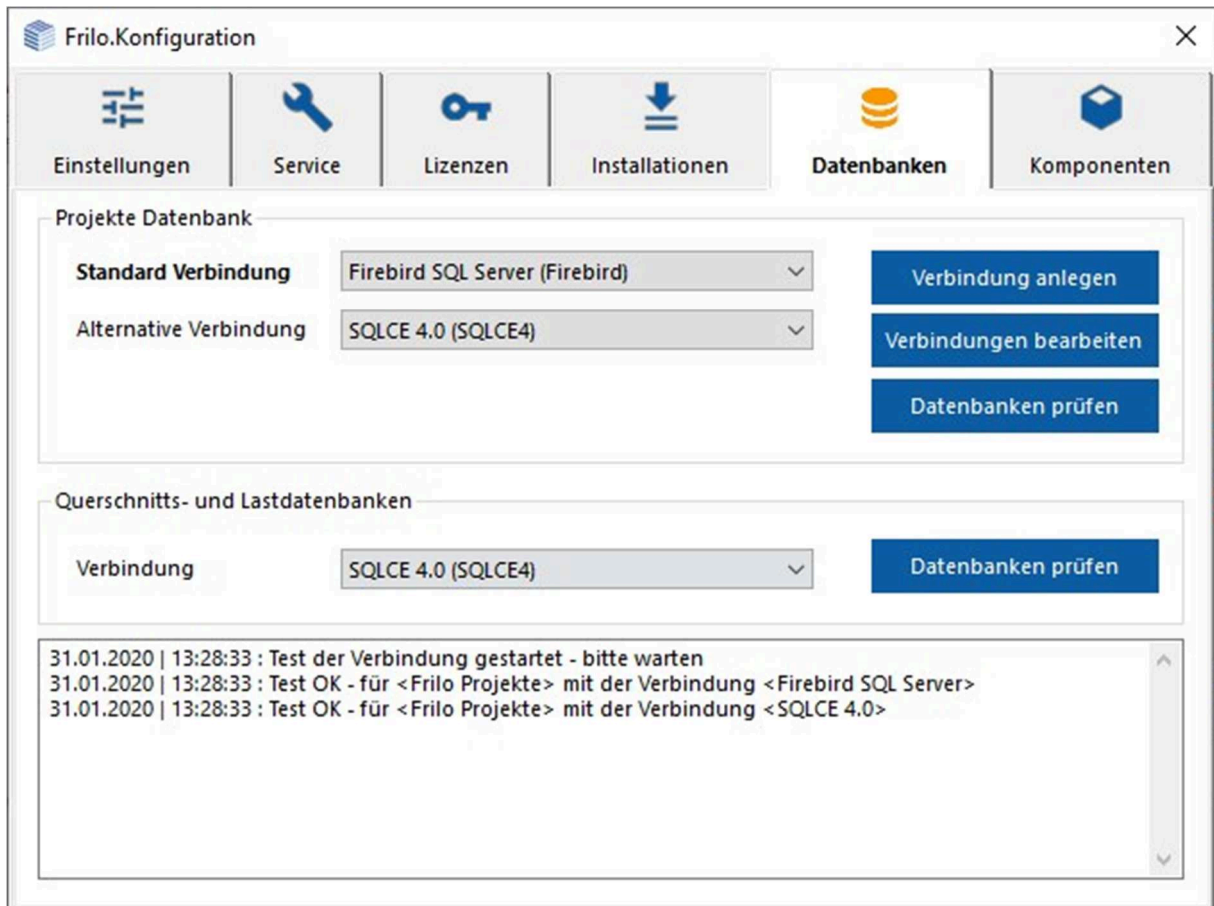 Frilo.Konfiguration
Einstellungen
Service
Lizenzen
Installationen
Datenbanken
Komponenten
Projekte Datenbank
Standard Verbindung
Firebird SQL Server (Firebird)
Verbindung anlegen
Alternative Verbindung
SQLCE 4.0 (SQLCE4)
Verbindungen bearbeiten
Datenbanken prüfen
Querschnitts- und Lastdatenbanken
Verbindung
SQLCE 4.0 (SQLCE4)
Datenbanken prüfen
31.01.2020 | 13:28:33 : Test der Verbindung gestartet - bitte warten
31.01.2020 | 13:28:33 : Test OK - für <Frilo Projekte> mit der Verbindung <Firebird SQL Server>
31.01.2020 | 13:28:33 : Test OK - für <Frilo Projekte> mit der Verbindung <SQLCE 4.0>